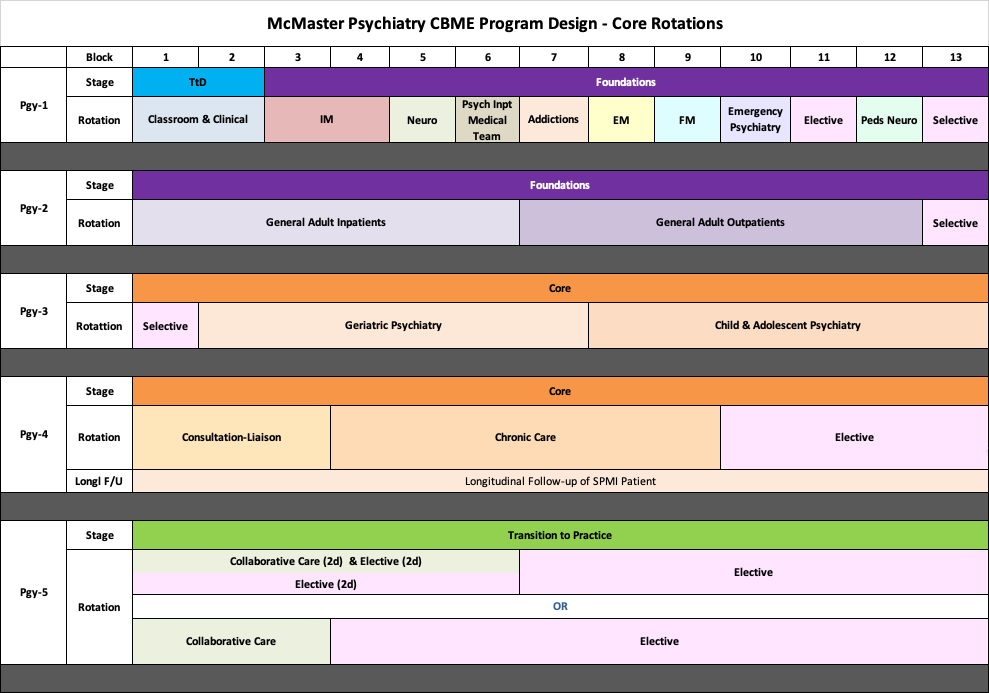 McMaster Psychiatry CBME Program Design - Core Rotations
Block 1 2 3 4 5 6 7 8 9 10 11 12 13
Pgy-1
Stage TtD Foundations
Rotation Classroom & Clinical IM Neuro Psych Inpt Medical Team Addictions EM FM Emergency Psychiatry Elective Peds Neuro Selective
Pgy-2
Stage Foundations
Rotation General Adult Inpatients General Adult Outpatients Selective
Pgy-3
Stage Core
Rotattion Selective Geriatric Psychiatry Child & Adolescent Psychiatry
Pgy-4
Stage Core
Rotation Consultation-Liaison Chronic Care Elective
Longl F/U Longitudinal Follow-up of SPMI Patient
Pgy-5
Stage Transition to Practice
Rotation
Collaborative Care (2d) & Elective (2d)
Elective (2d)
Elective
OR
Collaborative Care Elective